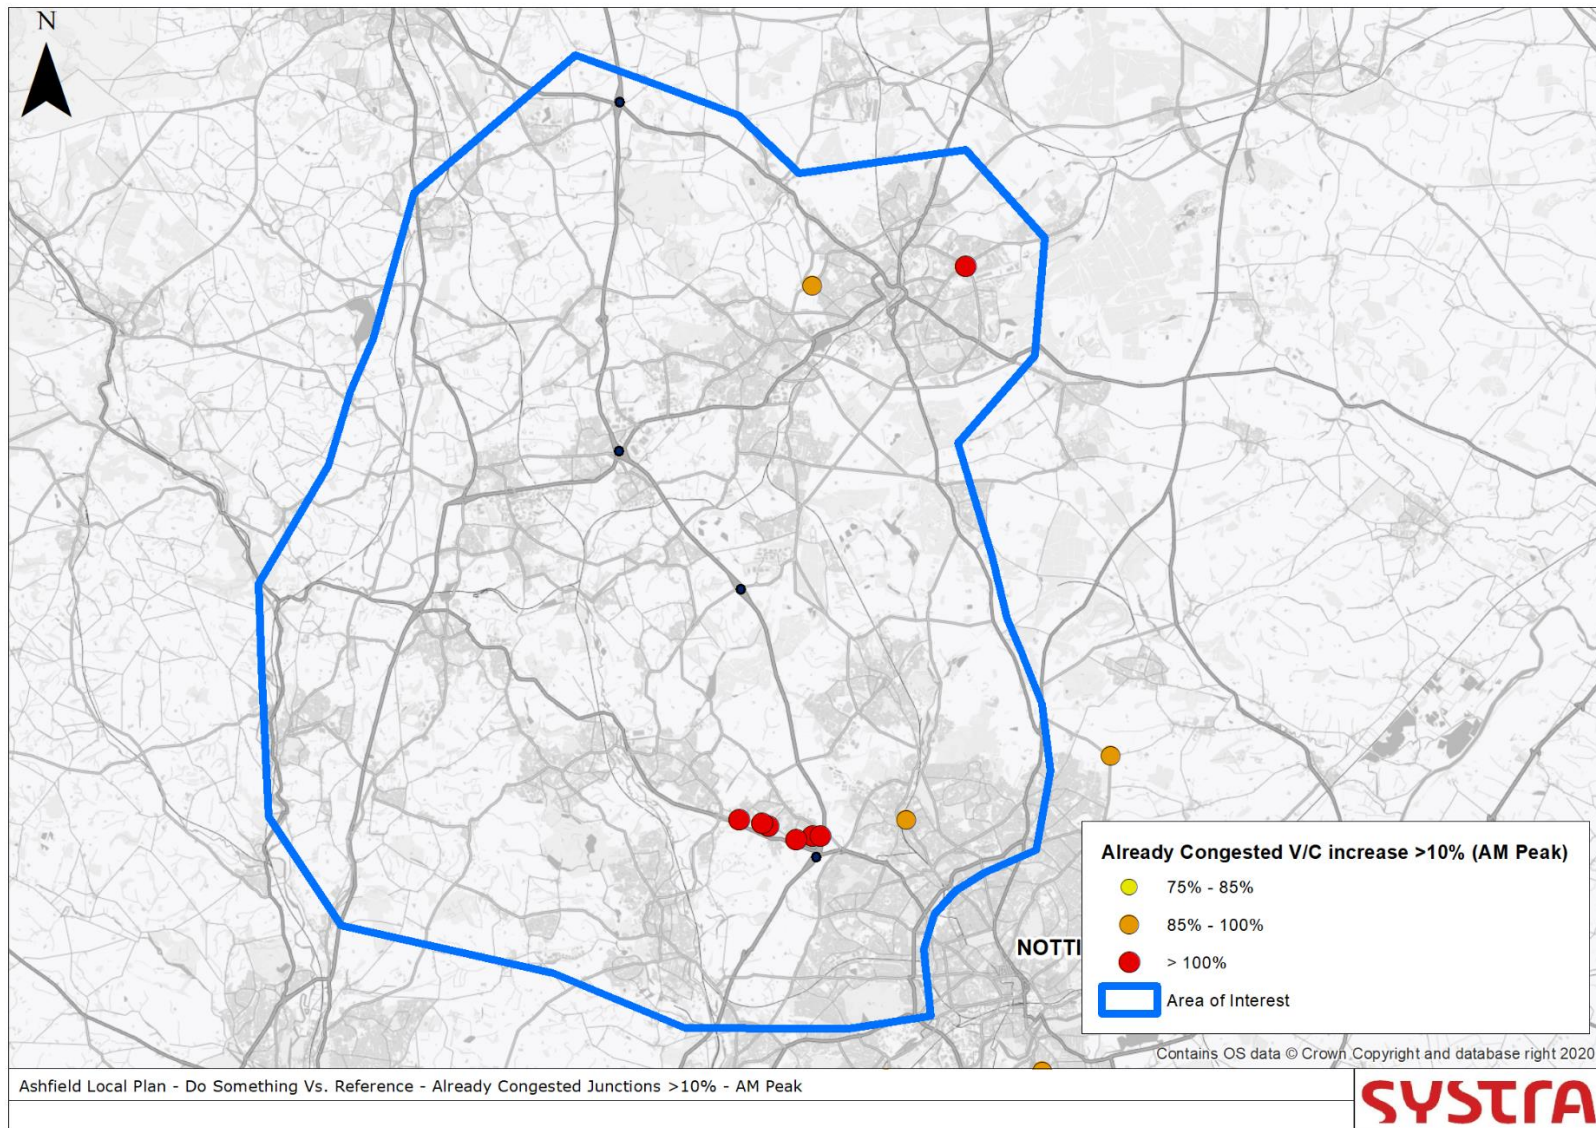 N
NOTTI
Already Congested V/C increase >10% (AM Peak)
75% - 85%
85% - 100%
> 100%
Area of Interest
Contains OS data © Crown Copyright and database right 2020
Ashfield Local Plan - Do Something Vs. Reference - Already Congested Junctions >10% - AM Peak
SYSTRA